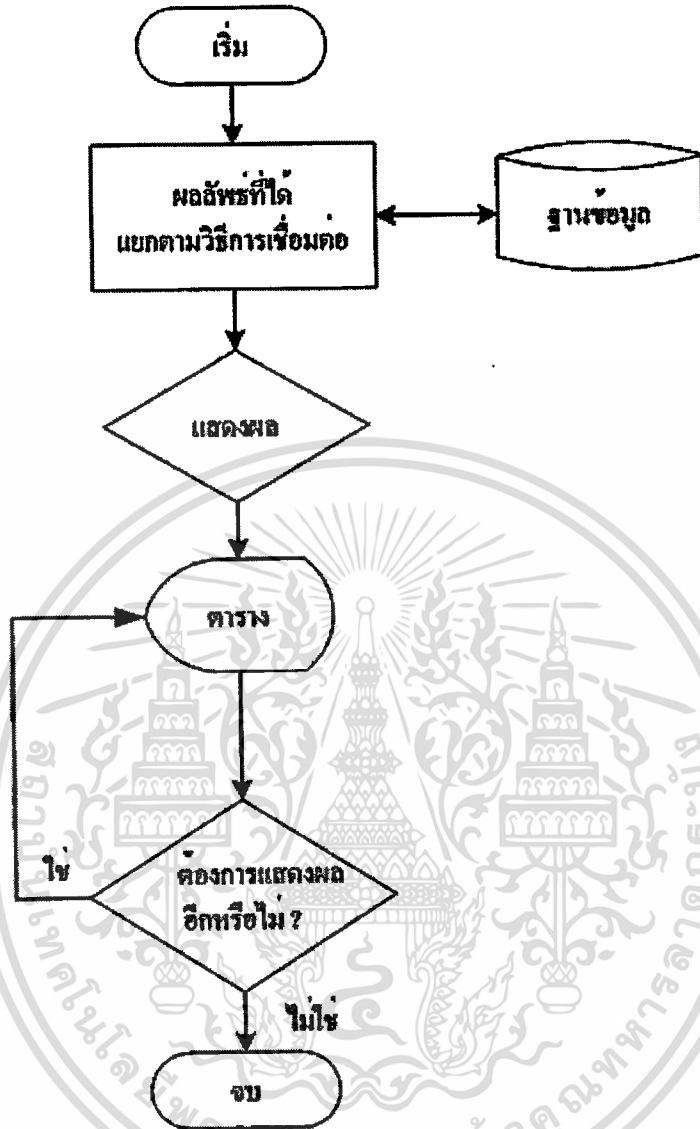 เริ่ม
ผลลัพธ์ที่ได้
แยกตามวิธีการเชื่อมต่อ
ฐานข้อมูล
แสดงผล
ตาราง
ใช่
ต้องการแสดงผล
อีกหรือไม่ ?
ไม่ใช่
จบ